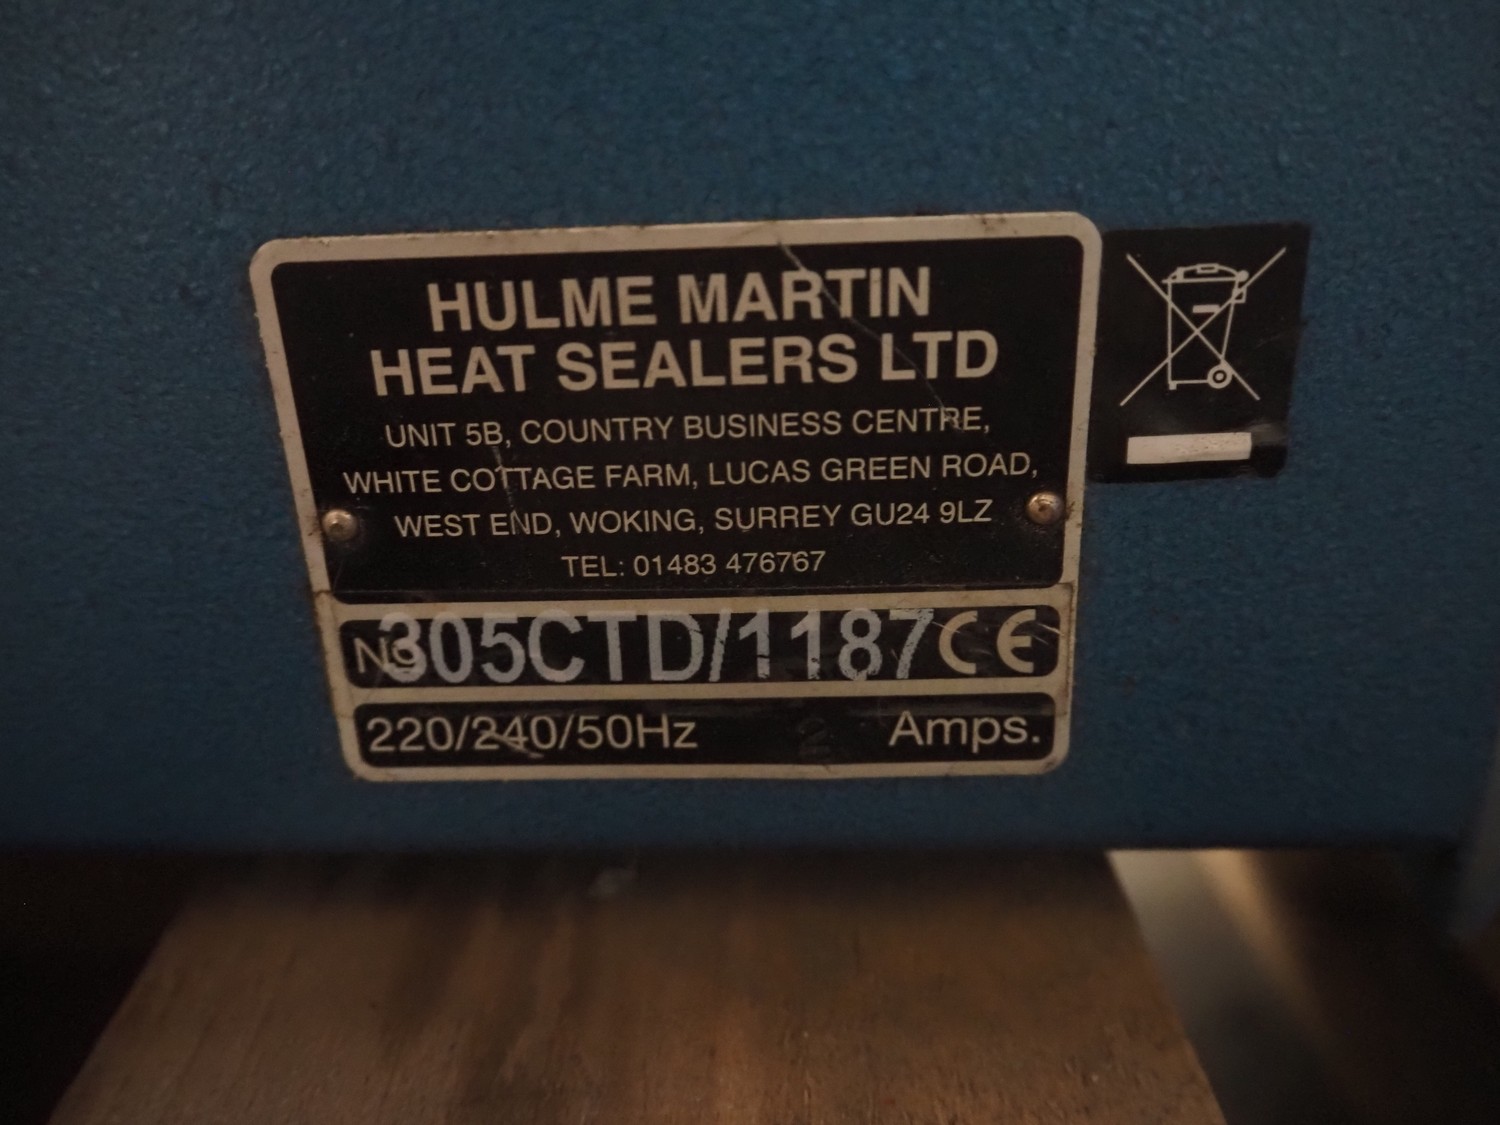 HULME MARTIN
HEAT SEALERS LTD
UNIT 5B, COUNTRY BUSINESS CENTRE,
WHITE COTTAGE FARM, LUCAS GREEN ROAD,
WEST END, WOKING, SURREY GU24 9LZ
TEL: 01483 476767
No 305CTD/1187 CE
220/240/50Hz 2 Amps.